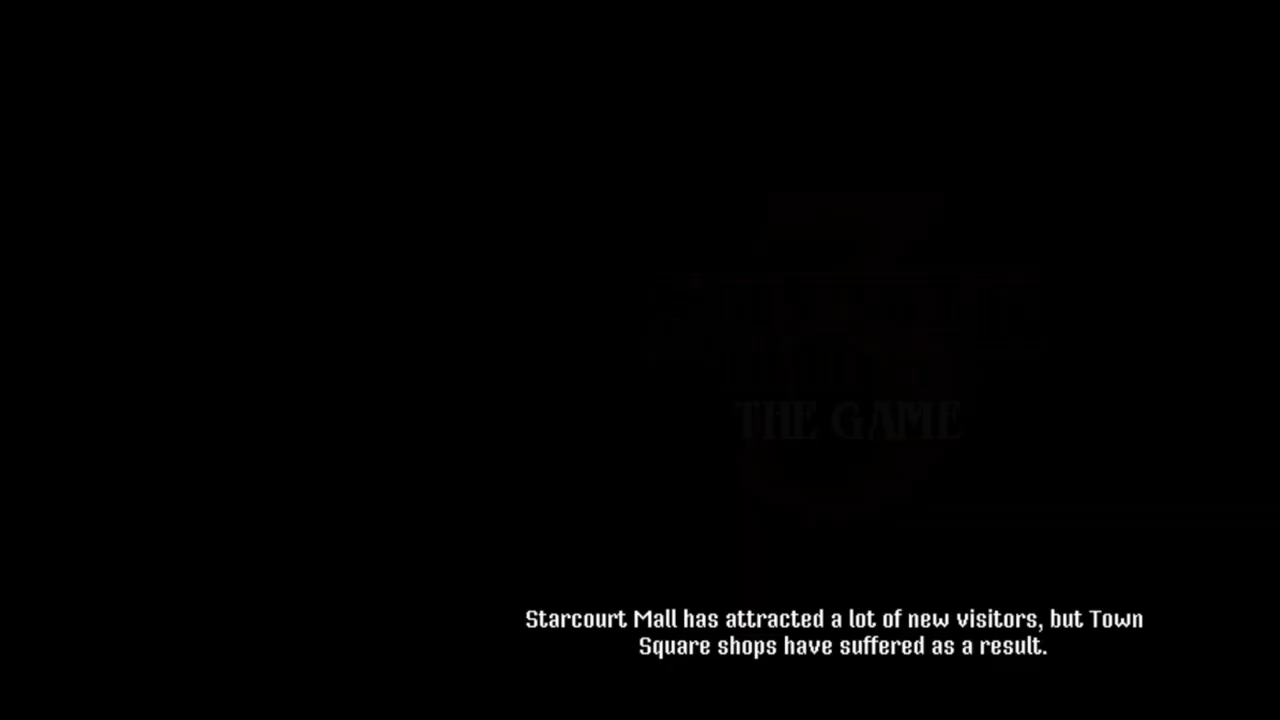 THE GAME
Starcourt Mall has attracted a lot of new visitors, but Town
Square shops have suffered as a result.